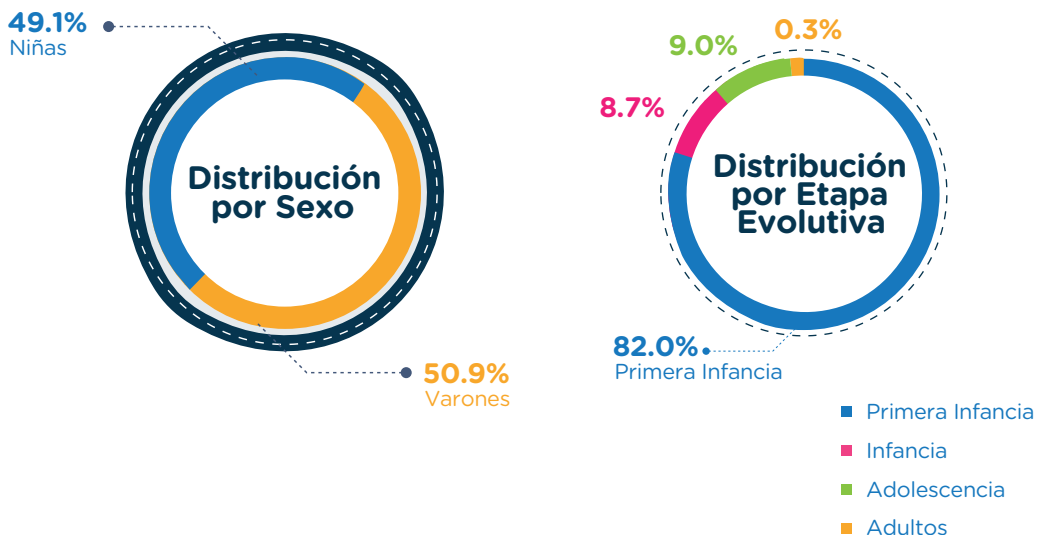 49.1%
Niñas
Distribución
por Sexo
50.9%
Varones
0.3%
9.0%
8.7%
Distribución
por Etapa
Evolutiva
82.0%
Primera Infancia
Primera Infancia
Infancia
Adolescencia
Adultos